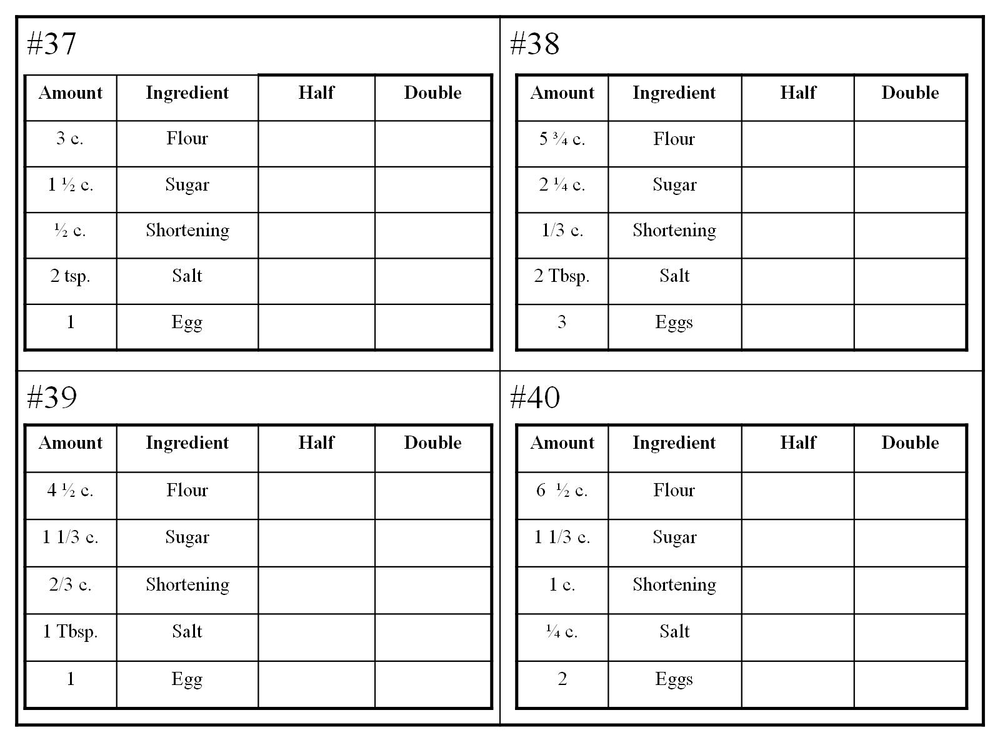 #37
Amount Ingredient Half Double
3 c. Flour
1 ½ c. Sugar
½ c. Shortening
2 tsp. Salt
1 Egg
#38
Amount Ingredient Half Double
5 ¾ c. Flour
2 ¼ c. Sugar
1/3 c. Shortening
2 Tbsp. Salt
3 Eggs
#39
Amount Ingredient Half Double
4 ½ c. Flour
1 1/3 c. Sugar
2/3 c. Shortening
1 Tbsp. Salt
1 Egg
#40
Amount Ingredient Half Double
6 ½ c. Flour
1 1/3 c. Sugar
1 c. Shortening
¼ c. Salt
2 Eggs